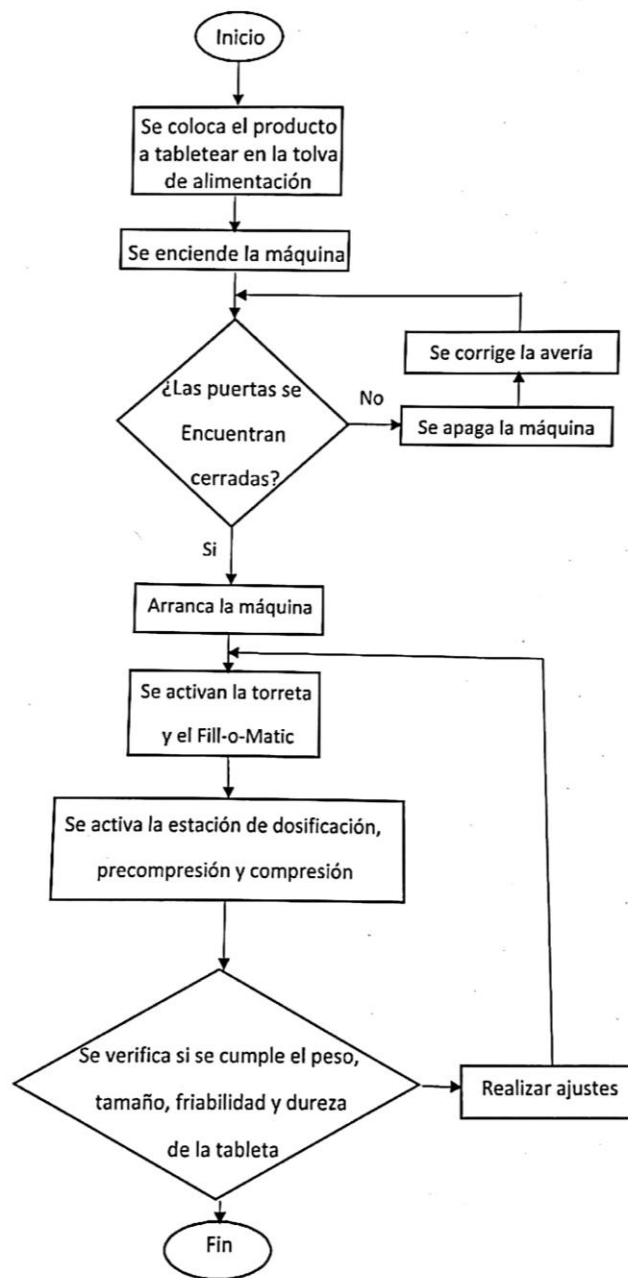 Inicio
Se coloca el producto
a tabletear en la tolva
de alimentación
Se enciende la máquina
¿Las puertas se
Encuentran
cerradas?
No
Se apaga la máquina
Se corrige la avería
Si
Arranca la máquina
Se activan la torreta
y el Fill-o-Matic
Se activa la estación de dosificación,
precompresión y compresión
Se verifica si se cumple el peso,
tamaño, friabilidad y dureza
de la tableta
Realizar ajustes
Fin